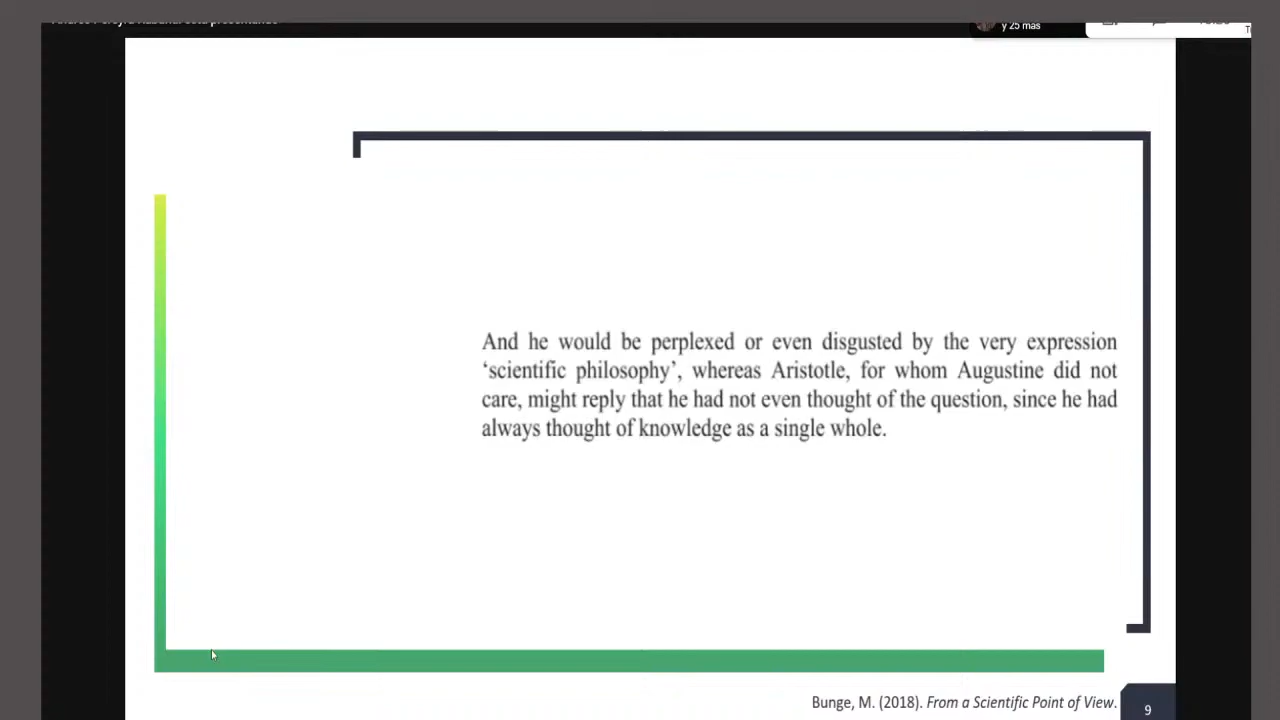 y 25 más
And he would be perplexed or even disgusted by the very expression
‘scientific philosophy’, whereas Aristotle, for whom Augustine did not
care, might reply that he had not even thought of the question, since he had
always thought of knowledge as a single whole.
Bunge, M. (2018). From a Scientific Point of View.
9